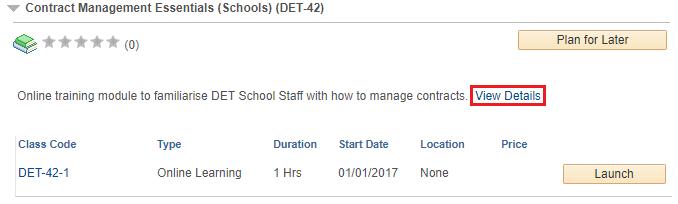 Contract Management Essentials (Schools) (DET-42)
(0)
Plan for Later
Online training module to familiarise DET School Staff with how to manage contracts. View Details
Class Code Type Duration Start Date Location Price
DET-42-1 Online Learning 1 Hrs 01/01/2017 None Launch